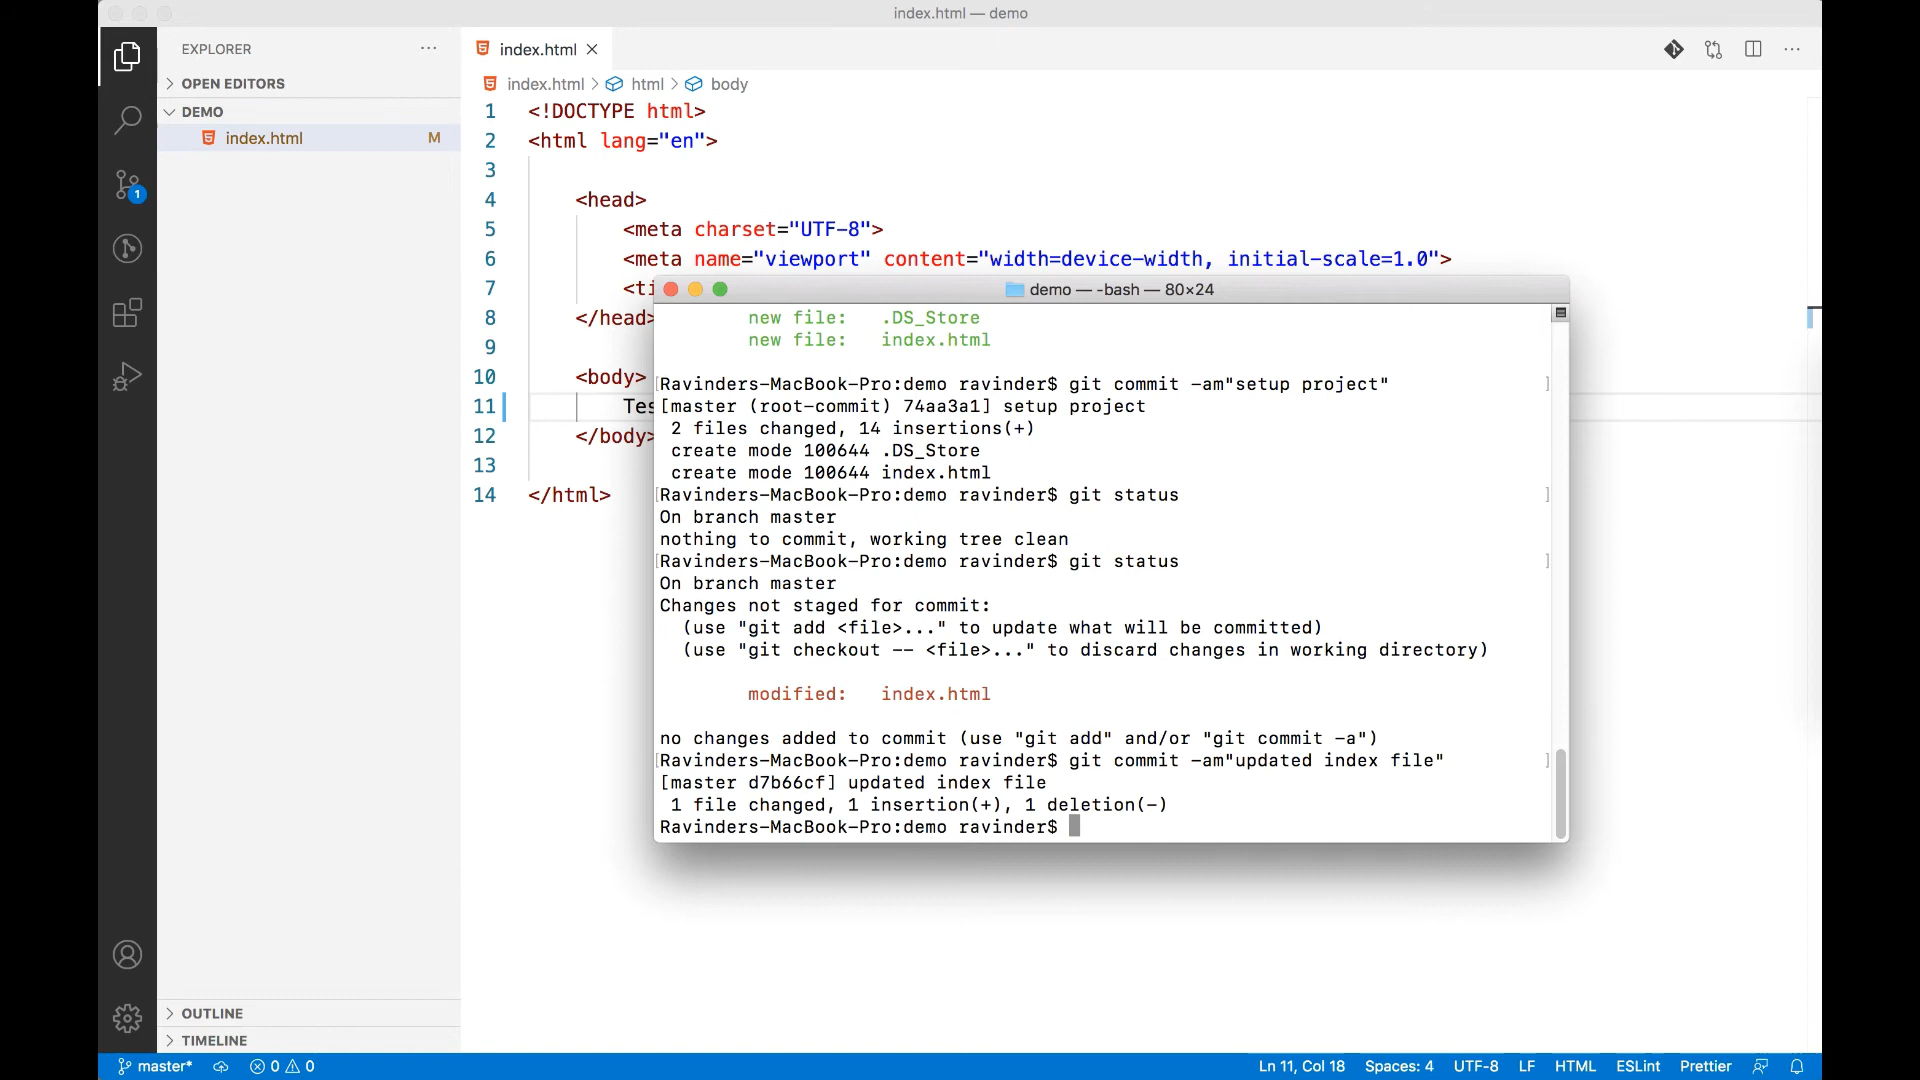 index.html — demo
EXPLORER
OPEN EDITORS
DEMO
index.html M
1
OUTLINE
TIMELINE
index.html
index.html > html > body
1 <!DOCTYPE html>
2 <html lang="en">
3
4 <head>
5 <meta charset="UTF-8">
6 <meta name="viewport" content="width=device-width, initial-scale=1.0">
7 <ti
8 </head>
9
10 <body>
11 Tes
12 </body>
13
14 </html>
demo — -bash — 80×24
new file: .DS_Store
new file: index.html
Ravinders-MacBook-Pro:demo ravinder$ git commit -am"setup project"
[master (root-commit) 74aa3a1] setup project
2 files changed, 14 insertions(+)
create mode 100644 .DS_Store
create mode 100644 index.html
Ravinders-MacBook-Pro:demo ravinder$ git status
On branch master
nothing to commit, working tree clean
Ravinders-MacBook-Pro:demo ravinder$ git status
On branch master
Changes not staged for commit:
(use "git add <file>..." to update what will be committed)
(use "git checkout -- <file>..." to discard changes in working directory)
modified: index.html
no changes added to commit (use "git add" and/or "git commit -a")
Ravinders-MacBook-Pro:demo ravinder$ git commit -am"updated index file"
[master d7b66cf] updated index file
1 file changed, 1 insertion(+), 1 deletion(-)
Ravinders-MacBook-Pro:demo ravinder$
master* 0 0 Ln 11, Col 18 Spaces: 4 UTF-8 LF HTML ESLint Prettier